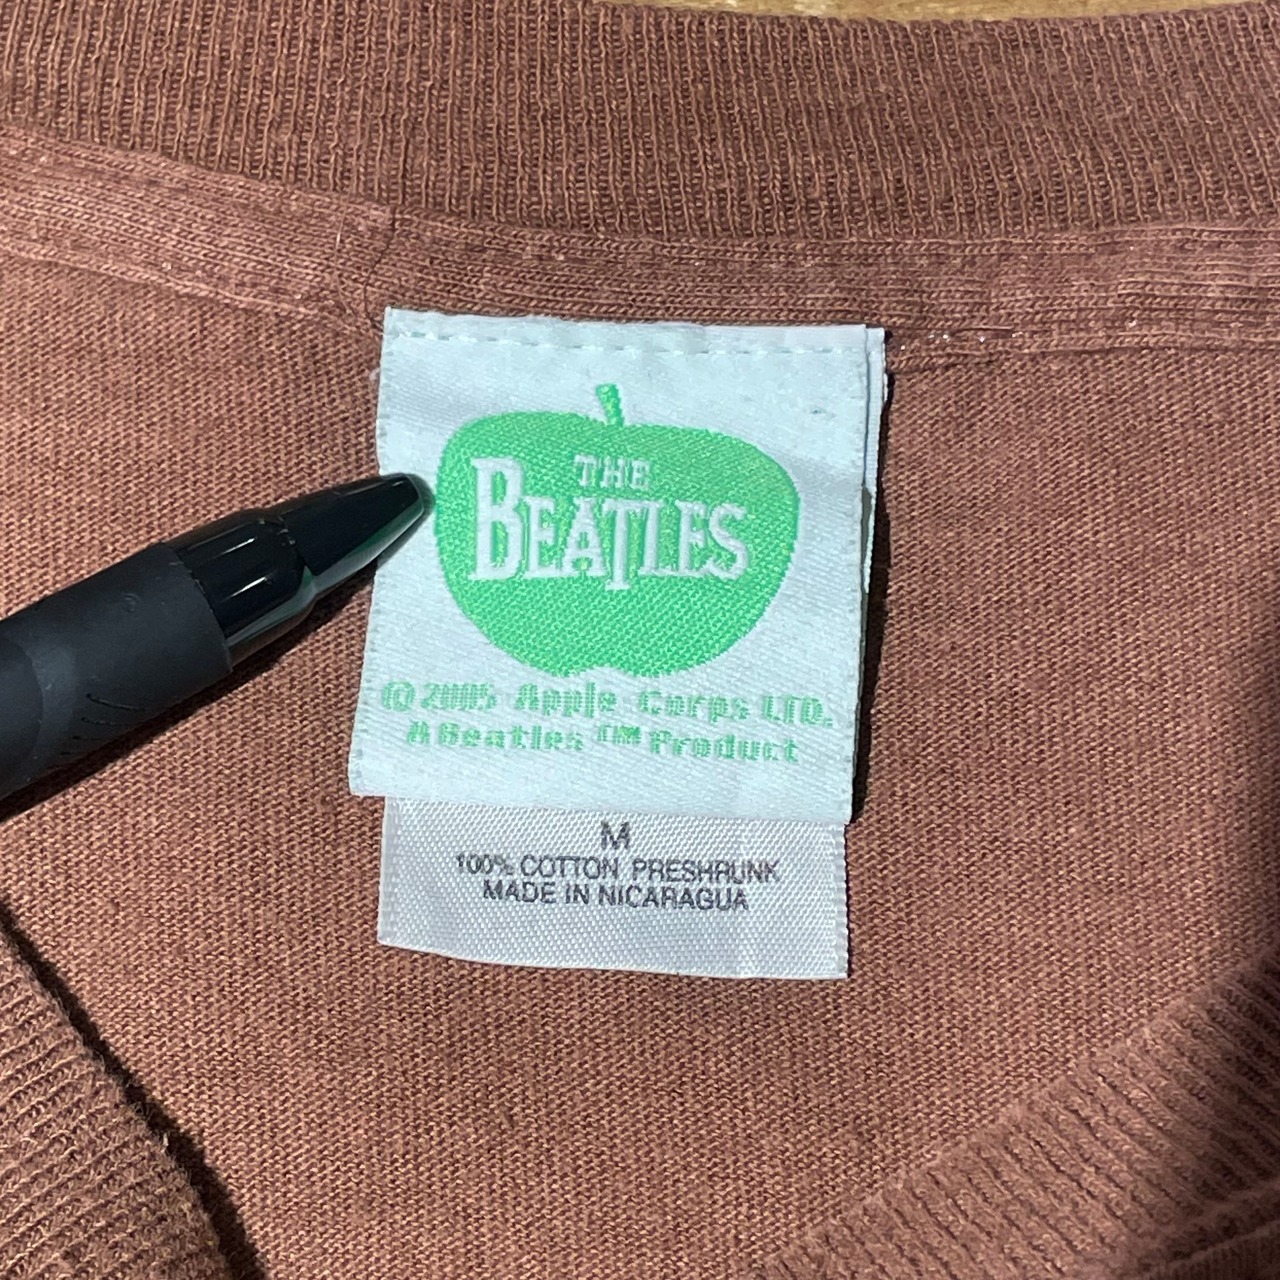 THE
BEATLES
© 2005 Apple Corps LTD.
A Beatles ™ Product
M
100% COTTON PRESHRUNK
MADE IN NICARAGUA